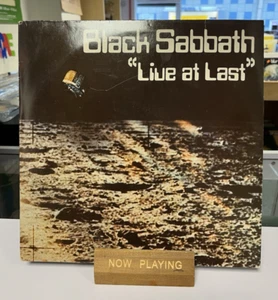 Black Sabbath
“Live at Last”
NOW PLAYING